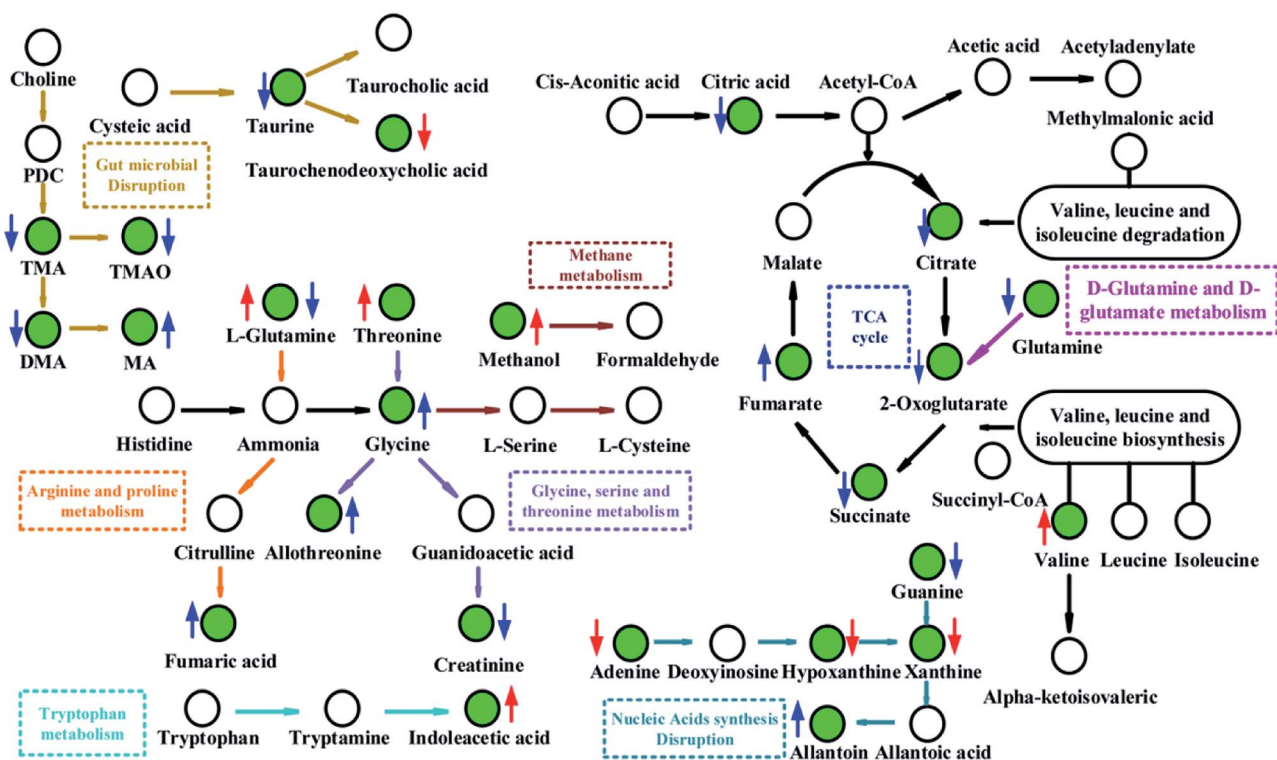 Choline
Cysteic acid
Taurine
Taurocholic acid
Taurochenodeoxycholic acid
PDC
Gut microbial
Disruption
TMA
TMAO
DMA
MA
L-Glutamine
Threonine
Methane
metabolism
Methanol
Formaldehyde
Histidine
Ammonia
Glycine
L-Serine
L-Cysteine
Arginine and proline
metabolism
Glycine, serine and
threonine metabolism
Citrulline
Allothreonine
Guanidoacetic acid
Fumaric acid
Creatinine
Tryptophan
metabolism
Tryptophan
Tryptamine
Indoleacetic acid
Cis-Aconitic acid
Citric acid
Acetyl-CoA
Acetic acid
Acetyladenylate
Methylmalonic acid
Valine, leucine and
isoleucine degradation
Malate
Citrate
TCA
cycle
D-Glutamine and D-
glutamate metabolism
Glutamine
Fumarate
2-Oxoglutarate
Valine, leucine and
isoleucine biosynthesis
Succinyl-CoA
Succinate
Valine
Leucine
Isoleucine
Guanine
Adenine
Deoxyinosine
Hypoxanthine
Xanthine
Alpha-ketoisovaleric
Nucleic Acids synthesis
Disruption
Allantoin
Allantoic acid